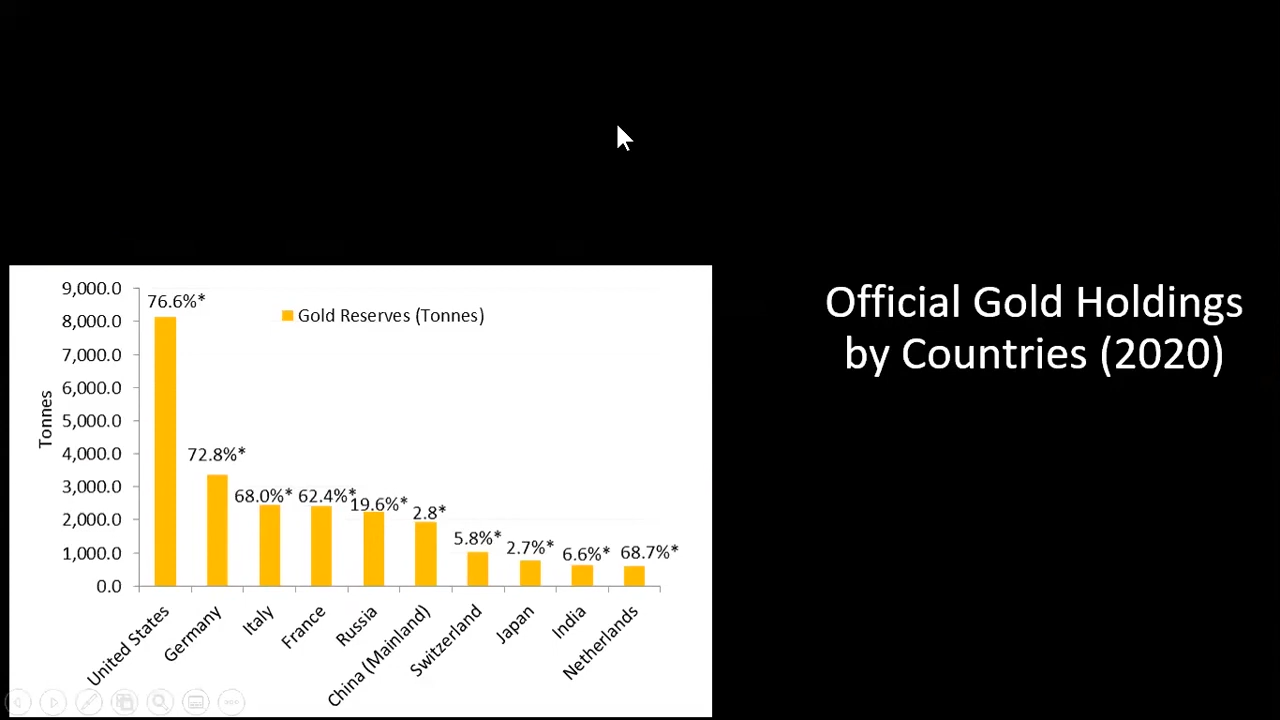 Official Gold Holdings
by Countries (2020)
Gold Reserves (Tonnes)
Tonnes
9,000.0
8,000.0
7,000.0
6,000.0
5,000.0
4,000.0
3,000.0
2,000.0
1,000.0
0.0
76.6%*
72.8%*
68.0%*
62.4%*
19.6%*
2.8*
5.8%*
2.7%*
6.6%*
68.7%*
United States
Germany
Italy
France
Russia
China (Mainland)
Switzerland
Japan
India
Netherlands